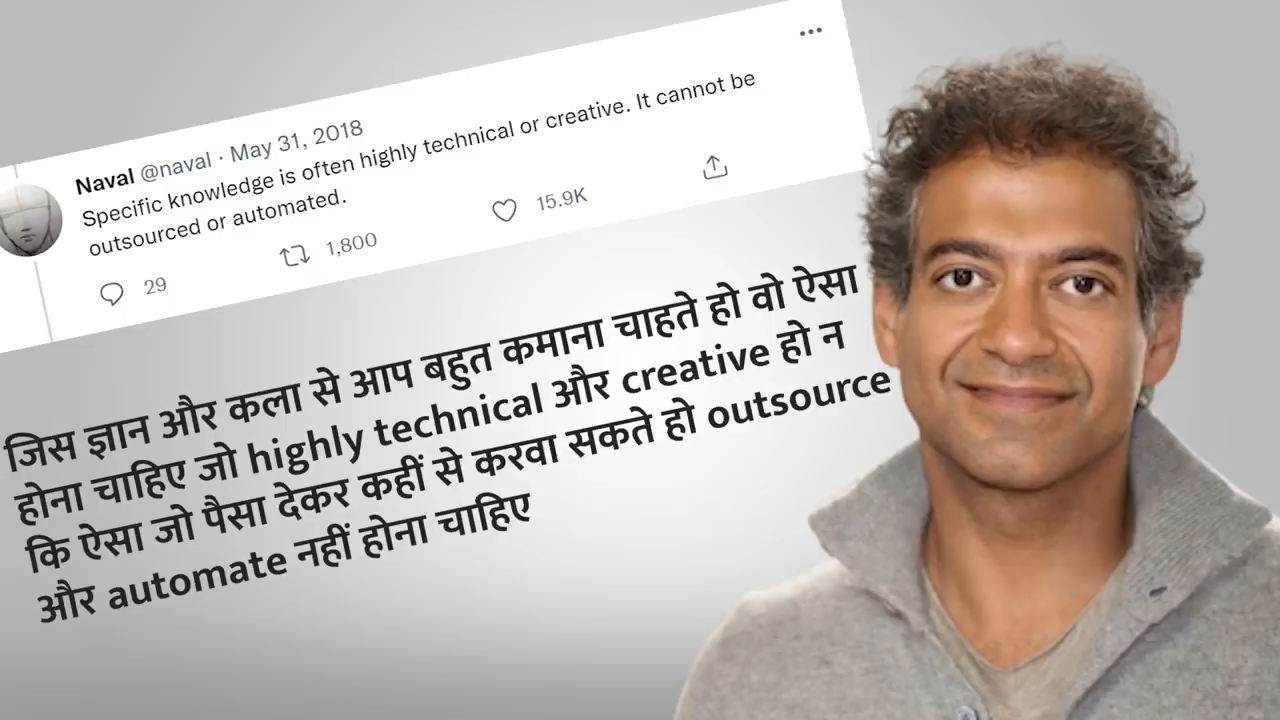 Naval @naval · May 31, 2018
Specific knowledge is often highly technical or creative. It cannot be
outsourced or automated.
29 1,800 15.9K
जिस ज्ञान और कला से आप बहुत कमाना चाहते हो वो ऐसा
होना चाहिए जो highly technical और creative हो न
कि ऐसा जो पैसा देकर कहीं से करवा सकते हो outsource
और automate नहीं होना चाहिए